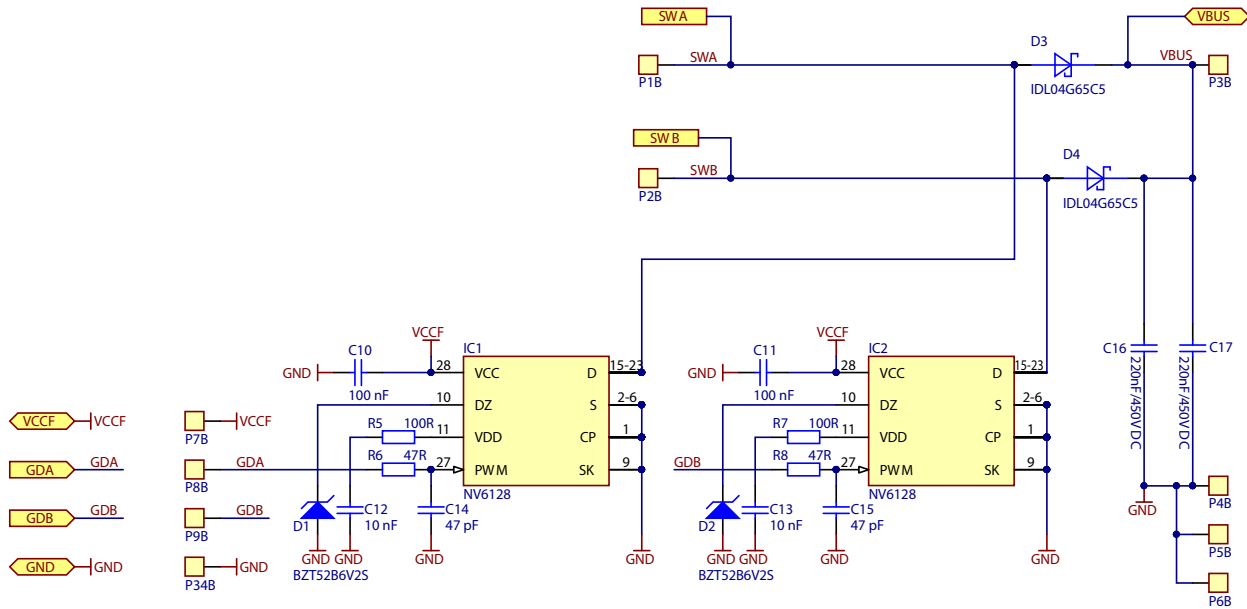 SWA
VBUS
D3
SWA
VBUS
P1B
IDL04G65C5
P3B
SWB
D4
SWB
P2B
IDL04G65C5
VCCF
IC1
VCCF
IC2
C10
28
VCC
D
15-23
C11
28
VCC
D
15-23
C16
220nF/450V DC
220nF/450V DC
C17
GND
100 nF
GND
100 nF
10
DZ
S
2-6
10
DZ
S
2-6
VCCF
VCCF
P7B
VCCF
R5
100R
11
VDD
CP
1
R7
100R
11
VDD
CP
1
GDA
GDA
P8B
GDA
R6
47R
27
PWM
SK
9
GDB
R8
47R
27
PWM
SK
9
NV6128
NV6128
P4B
GND
GDB
GDB
P9B
GDB
D1
C12
10 nF
C14
47 pF
D2
C13
10 nF
C15
47 pF
P5B
GND
GND
P34B
GND
GND
GND
GND
GND
GND
GND
GND
GND
BZT52B6V2S
BZT52B6V2S
P6B